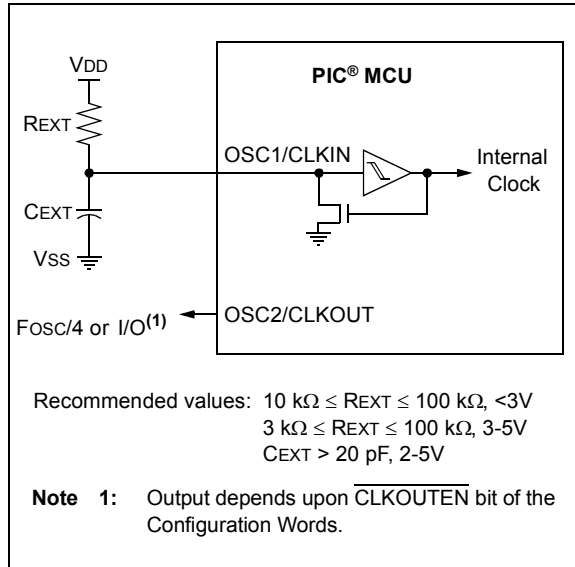 VDD
PIC® MCU
REXT
OSC1/CLKIN
Internal
Clock
CEXT
VSS
OSC2/CLKOUT
FOSC/4 or I/O(1)
Recommended values: 10 kΩ ≤ REXT ≤ 100 kΩ, <3V
3 kΩ ≤ REXT ≤ 100 kΩ, 3-5V
CEXT > 20 pF, 2-5V
Note 1: Output depends upon CLKOUTEN bit of the
Configuration Words.